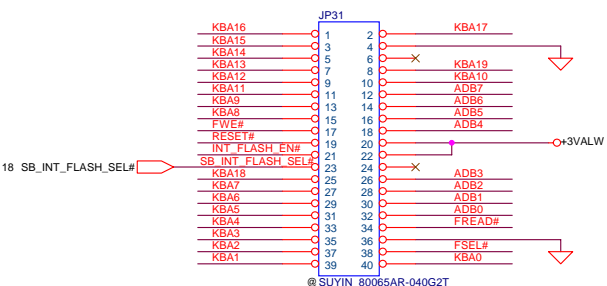 JP31
KBA16 1 2 KBA17
KBA15 3 4
KBA14 5 6
KBA13 7 8 KBA19
KBA12 9 10 KBA10
KBA11 11 12 ADB7
KBA9 13 14 ADB6
KBA8 15 16 ADB5
FWE# 17 18 ADB4
RESET# 19 20 +3VALW
INT_FLASH_EN# 21 22
18 SB_INT_FLASH_SEL# SB_INT_FLASH_SEL# 23 24
KBA18 25 26 ADB3
KBA7 27 28 ADB2
KBA6 29 30 ADB1
KBA5 31 32 ADB0
KBA4 33 34 FREAD#
KBA3 35 36
KBA2 37 38 FSEL#
KBA1 39 40 KBA0
@ SUYIN_80065AR-040G2T